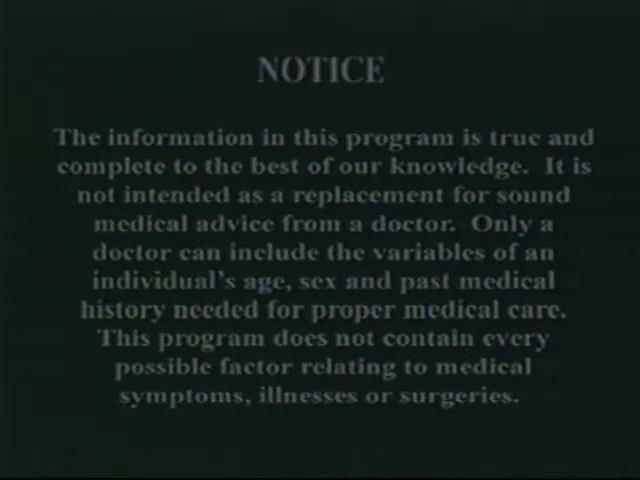 NOTICE
The information in this program is true and
complete to the best of our knowledge. It is
not intended as a replacement for sound
medical advice from a doctor. Only a
doctor can include the variables of an
individual's age, sex and past medical
history needed for proper medical care.
This program does not contain every
possible factor relating to medical
symptoms, illnesses or surgeries.